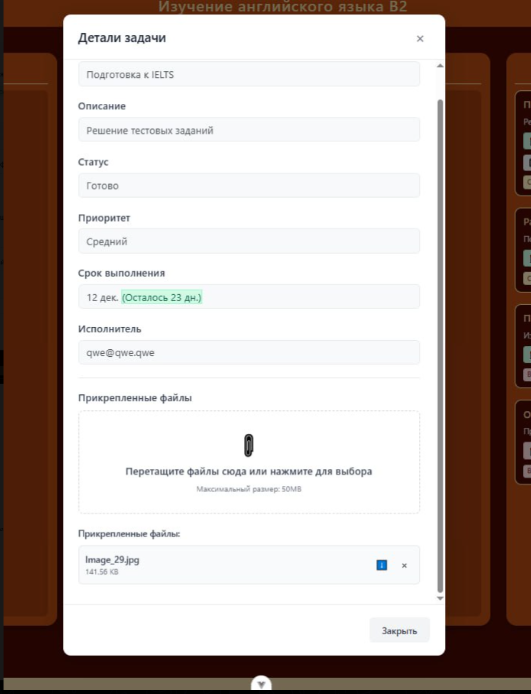 Изучение английского языка B2
Детали задачи
×
Подготовка к IELTS
Описание
Решение тестовых заданий
Статус
Готово
Приоритет
Средний
Срок выполнения
12 дек. (Осталось 23 дн.)
Исполнитель
qwe@qwe.qwe
Прикрепленные файлы
Перетащите файлы сюда или нажмите для выбора
Максимальный размер: 50MB
Прикрепленные файлы:
Image_29.jpg
×
141.56 KB
Закрыть